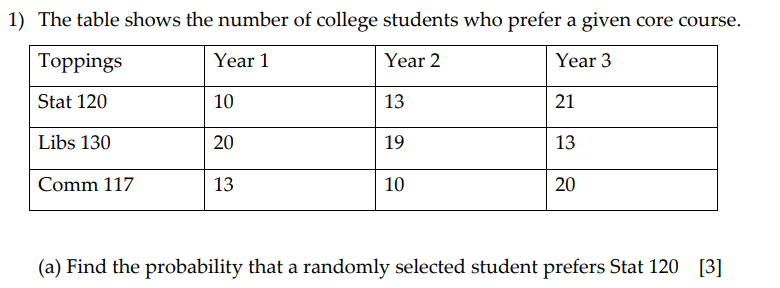 1) The table shows the number of college students who prefer a given core course.
Toppings Year 1 Year 2 Year 3
Stat 120 10 13 21
Libs 130 20 19 13
Comm 117 13 10 20
(a) Find the probability that a randomly selected student prefers Stat 120 [3]